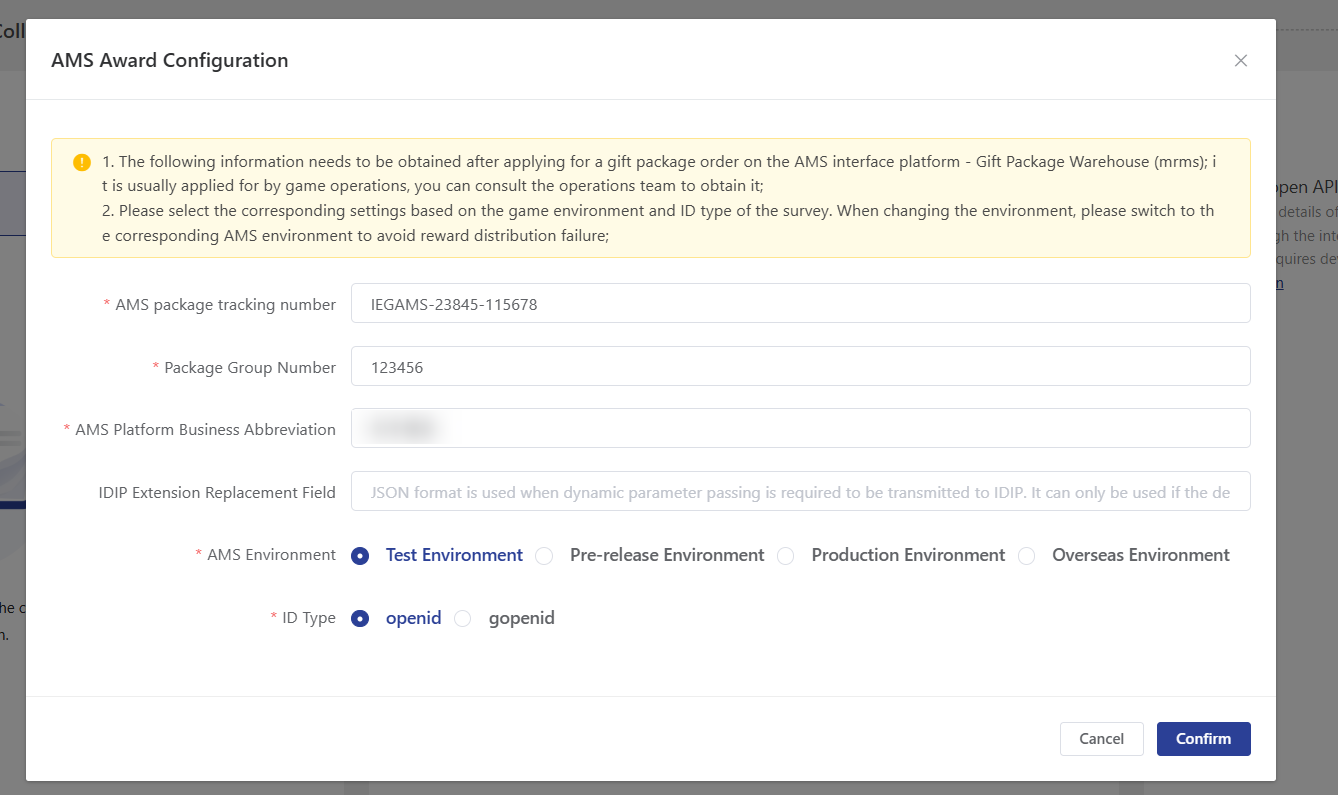 Coll
AMS Award Configuration
1. The following information needs to be obtained after applying for a gift package order on the AMS interface platform - Gift Package Warehouse (mrms); i
t is usually applied for by game operations, you can consult the operations team to obtain it;
2. Please select the corresponding settings based on the game environment and ID type of the survey. When changing the environment, please switch to th
e corresponding AMS environment to avoid reward distribution failure;
* AMS package tracking number IEGAMS-23845-115678
* Package Group Number 123456
* AMS Platform Business Abbreviation
IDIP Extension Replacement Field JSON format is used when dynamic parameter passing is required to be transmitted to IDIP. It can only be used if the de
* AMS Environment Test Environment Pre-release Environment Production Environment Overseas Environment
* ID Type openid gopenid
Cancel Confirm
open API
details of
gh the int
quires de
n
he c
n.